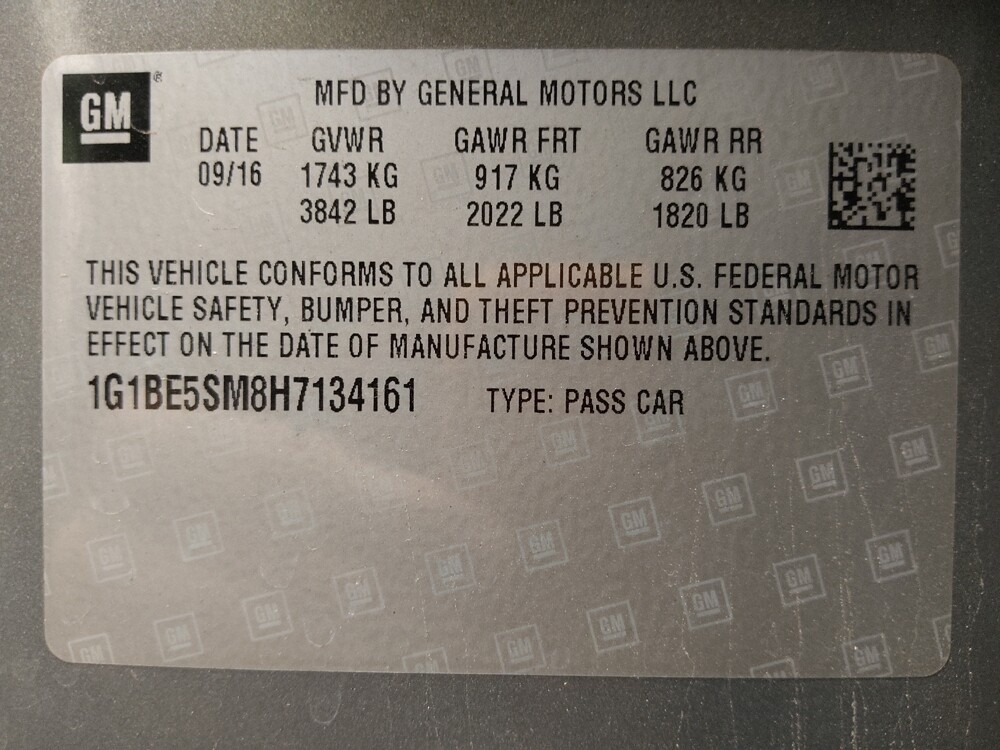 GM®
MFD BY GENERAL MOTORS LLC
DATE GVWR GAWR FRT GAWR RR
09/16 1743 KG 917 KG 826 KG
3842 LB 2022 LB 1820 LB
THIS VEHICLE CONFORMS TO ALL APPLICABLE U.S. FEDERAL MOTOR
VEHICLE SAFETY, BUMPER, AND THEFT PREVENTION STANDARDS IN
EFFECT ON THE DATE OF MANUFACTURE SHOWN ABOVE.
1G1BE5SM8H7134161 TYPE: PASS CAR